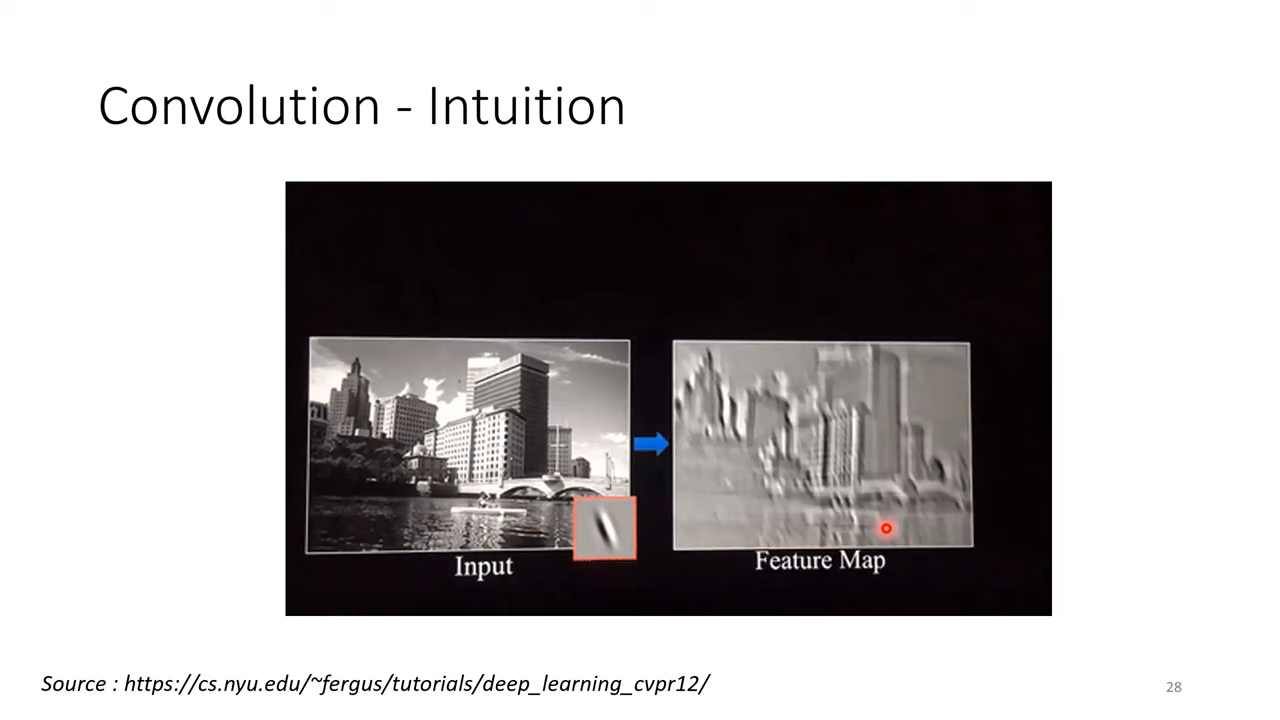 Convolution - Intuition
Input
Feature Map
Source : https://cs.nyu.edu/~fergus/tutorials/deep_learning_cvpr12/
28